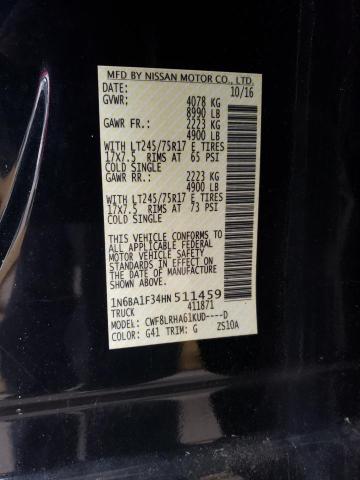 MFD BY NISSAN MOTOR CO., LTD.
DATE: 10/16
GVWR: 4078 KG
8990 LB
GAWR FR.: 2223 KG
4900 LB
WITH LT245/75R17 E TIRES
17X7.5 RIMS AT 65 PSI
COLD SINGLE
GAWR RR.: 2223 KG
4900 LB
WITH LT245/75R17 E TIRES
17X7.5 RIMS AT 73 PSI
COLD SINGLE
THIS VEHICLE CONFORMS TO
ALL APPLICABLE FEDERAL
MOTOR VEHICLE SAFETY
STANDARDS IN EFFECT ON
THE DATE OF MFR. ABOVE
1N6BA1F34HN511459
TRUCK 411871
MODEL: CWF8LRHA61KUD----D
COLOR: G41 TRIM: G ZS10A